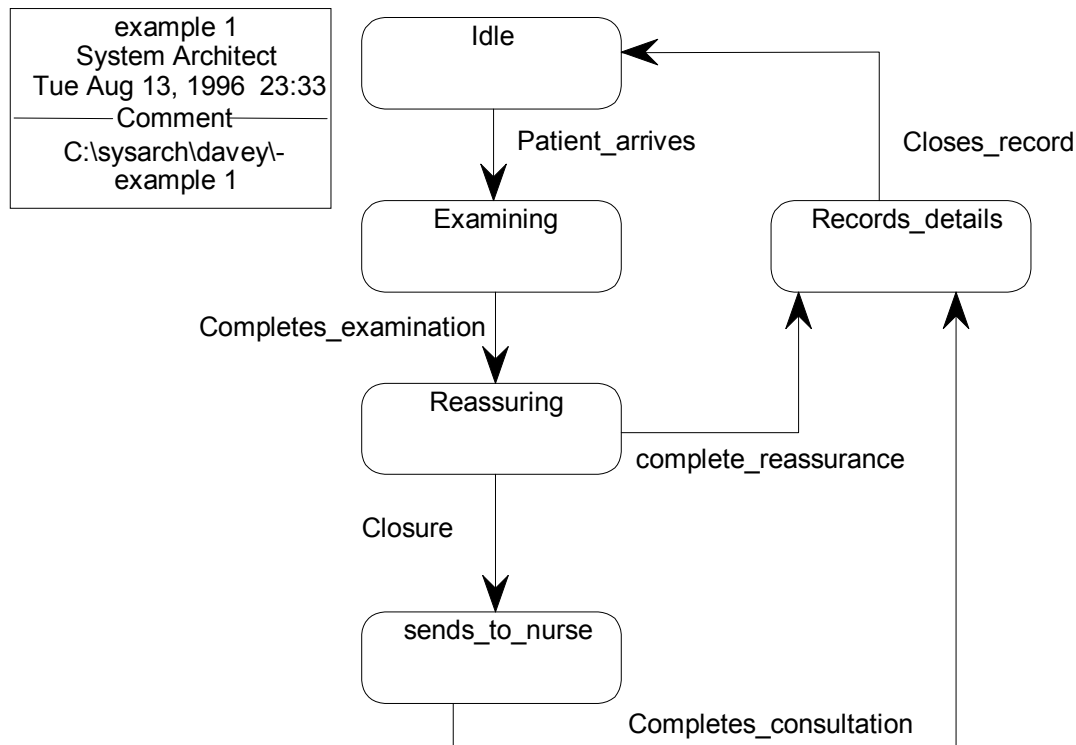 example 1
System Architect
Tue Aug 13, 1996  23:33
Comment
C:\sysarch\davey\-
example 1
Idle
Patient_arrives
Closes_record
Examining
Records_details
Completes_examination
Reassuring
complete_reassurance
Closure
sends_to_nurse
Completes_consultation